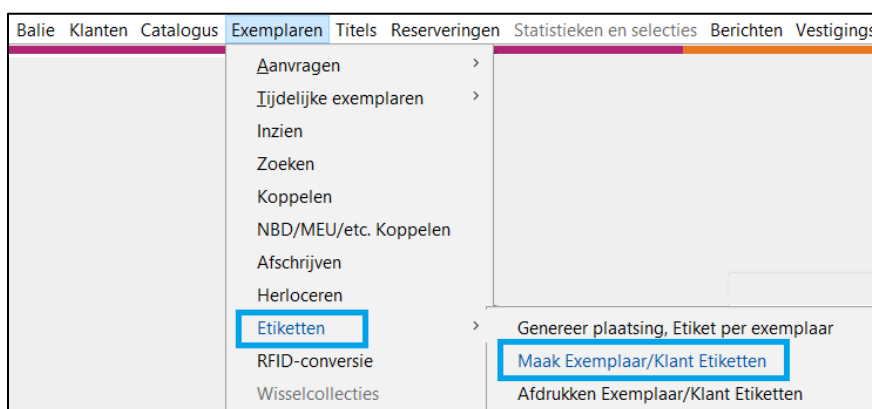 Balie Klanten Catalogus Exemplaren Titels Reserveringen Statistieken en selecties Berichten Vestigings
Aanvragen >
Tijdelijke exemplaren >
Inzien
Zoeken
Koppelen
NBD/MEU/etc. Koppelen
Afschrijven
Herloceren
Etiketten > Genereer plaatsing, Etiket per exemplaar
RFID-conversie Maak Exemplaar/Klant Etiketten
Wisselcollecties Afdrukken Exemplaar/Klant Etiketten